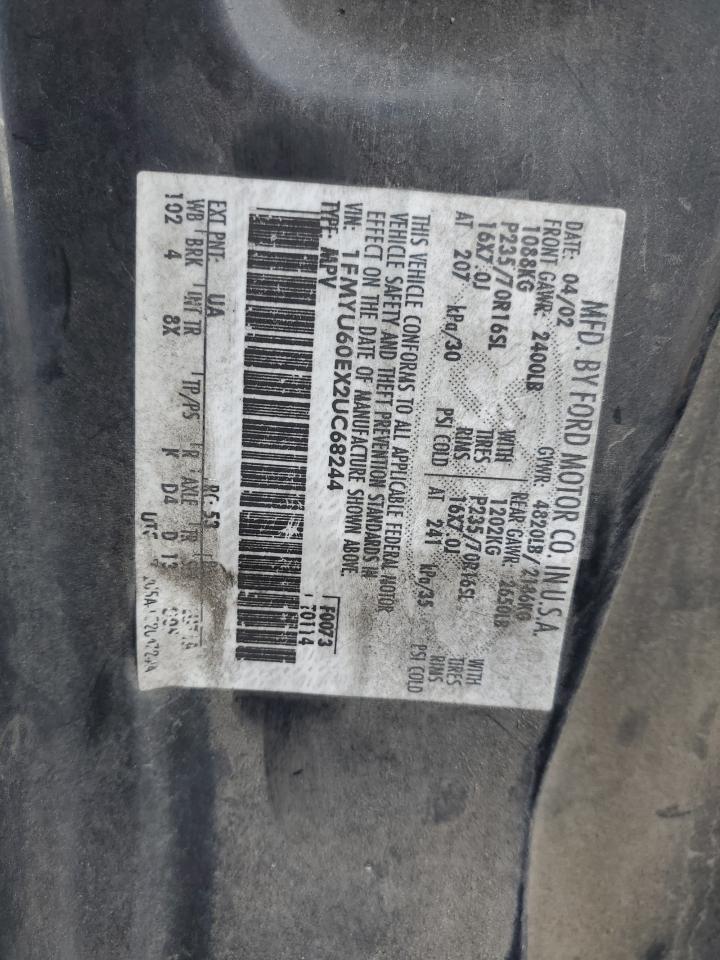 MFD. BY FORD MOTOR CO. IN U.S.A.
DATE: 04/02 GVWR: 4820LB/2186KG
FRONT GAWR: 2400LB REAR GAWR: 2650LB
1088KG WITH 1202KG WITH
P235/70R16SL TIRES P235/70R16SL TIRES
16X7.0J RIMS 16X7.0J RIMS
AT 207 kPa/30 PSI COLD AT 241 kPa/35 PSI COLD
THIS VEHICLE CONFORMS TO ALL APPLICABLE FEDERAL MOTOR
VEHICLE SAFETY AND THEFT PREVENTION STANDARDS IN
EFFECT ON THE DATE OF MANUFACTURE SHOWN ABOVE.
VIN: 1FMYU60EX2UC68244 F0073
TYPE: MPV T0114
EXT PNT: UA RC: 53
WB BRK INT TR TP/PS R AXLE TR
102 4 8X K D4 D
UTC